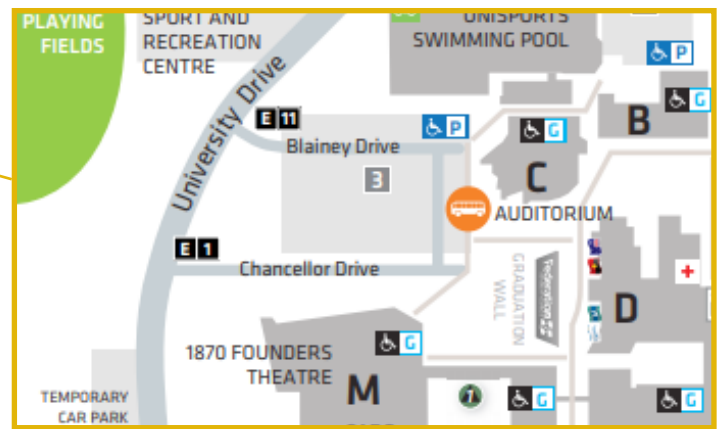 PLAYING
FIELDS
SPORT AND
RECREATION
CENTRE
UNISPORTS
SWIMMING POOL
P
G
B
University Drive
E 11
P
Blainey Drive
G
C
3
AUDITORIUM
E 1
Chancellor Drive
GRADUATION
WALL
Federation
D
1870 FOUNDERS
THEATRE
G
M
i
G
G
TEMPORARY
CAR PARK